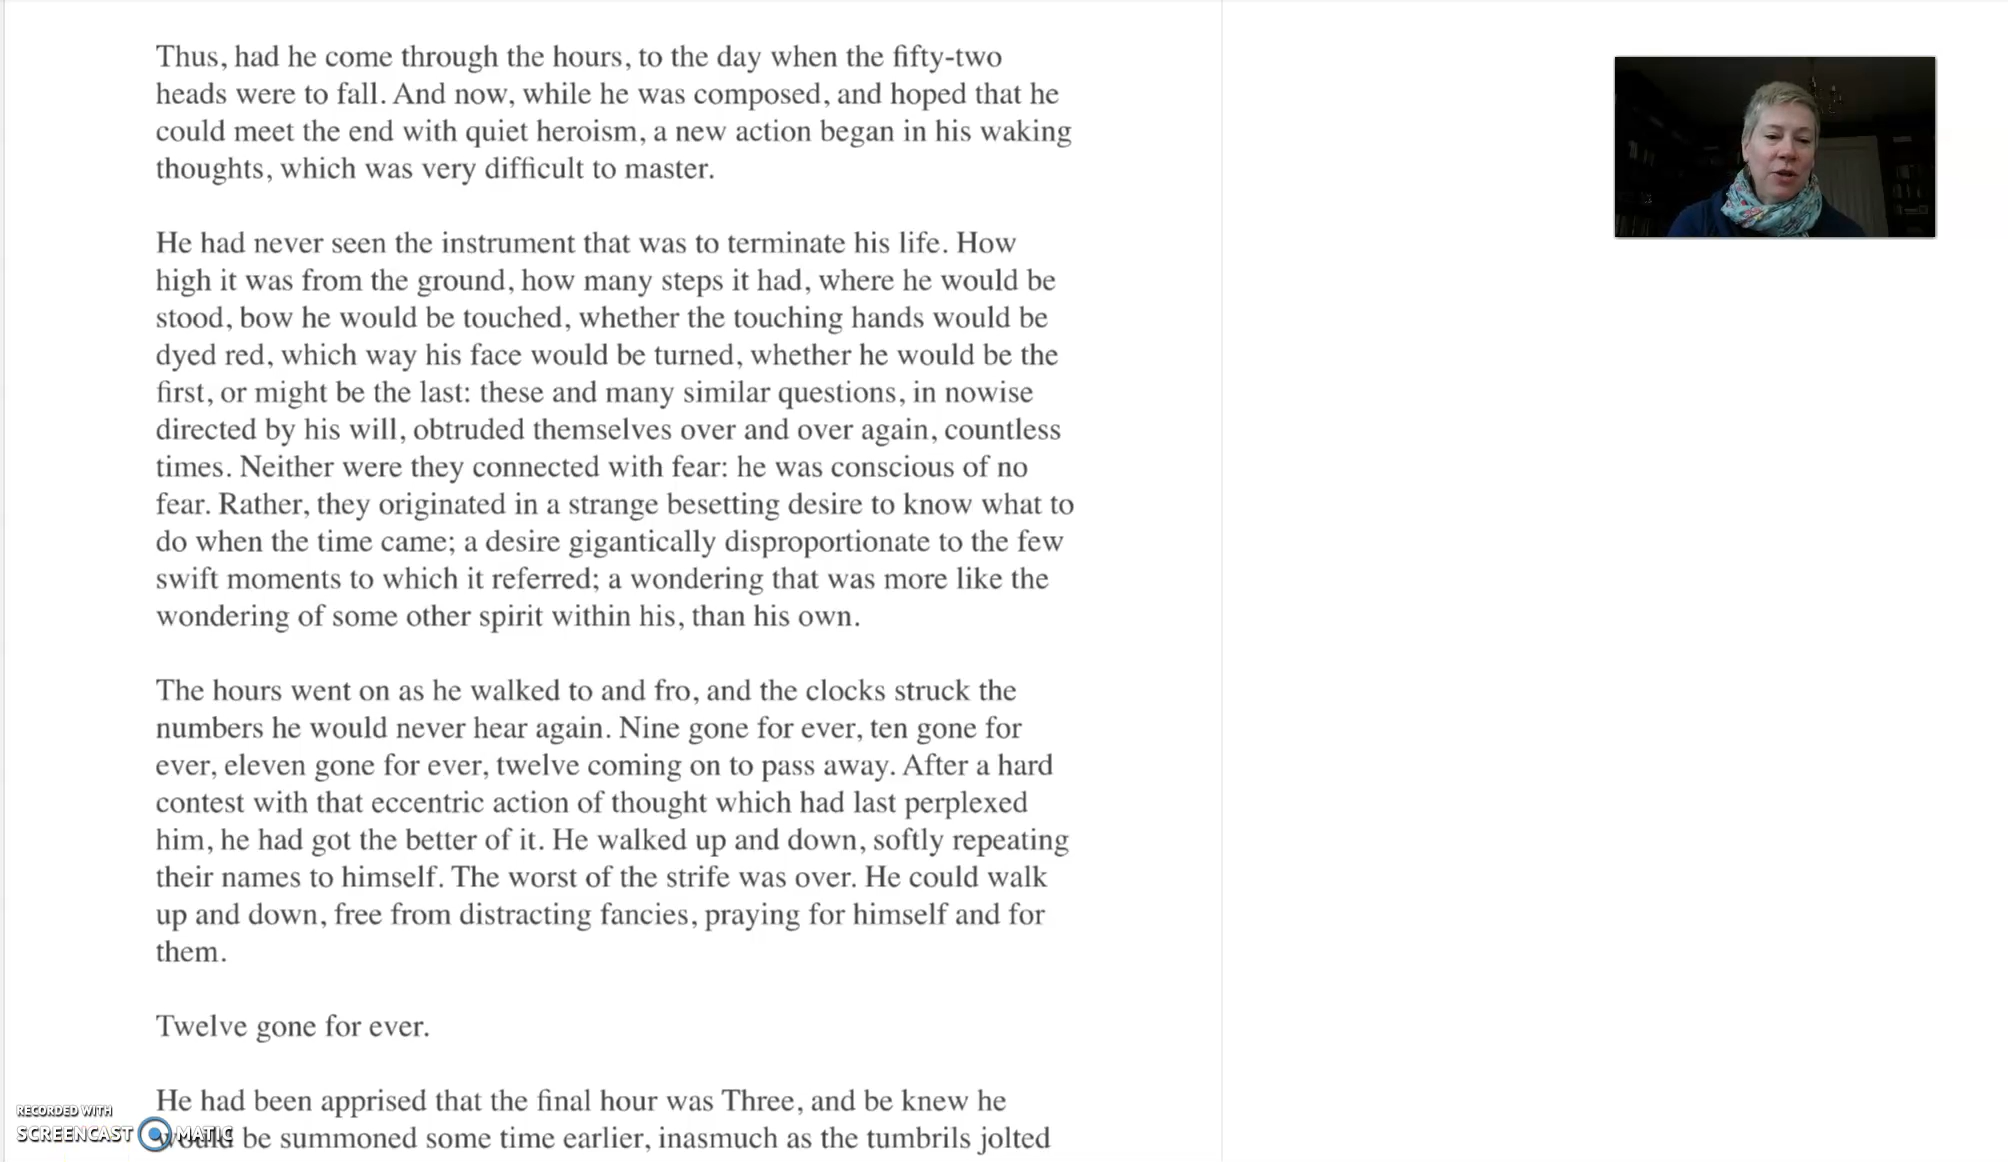 Thus, had he come through the hours, to the day when the fifty-two
heads were to fall. And now, while he was composed, and hoped that he
could meet the end with quiet heroism, a new action began in his waking
thoughts, which was very difficult to master.
He had never seen the instrument that was to terminate his life. How
high it was from the ground, how many steps it had, where he would be
stood, bow he would be touched, whether the touching hands would be
dyed red, which way his face would be turned, whether he would be the
first, or might be the last: these and many similar questions, in nowise
directed by his will, obtruded themselves over and over again, countless
times. Neither were they connected with fear: he was conscious of no
fear. Rather, they originated in a strange besetting desire to know what to
do when the time came; a desire gigantically disproportionate to the few
swift moments to which it referred; a wondering that was more like the
wondering of some other spirit within his, than his own.
The hours went on as he walked to and fro, and the clocks struck the
numbers he would never hear again. Nine gone for ever, ten gone for
ever, eleven gone for ever, twelve coming on to pass away. After a hard
contest with that eccentric action of thought which had last perplexed
him, he had got the better of it. He walked up and down, softly repeating
their names to himself. The worst of the strife was over. He could walk
up and down, free from distracting fancies, praying for himself and for
them.
Twelve gone for ever.
He had been apprised that the final hour was Three, and be knew he
would be summoned some time earlier, inasmuch as the tumbrils jolted
RECORDED WITH
SCREENCAST MATIC